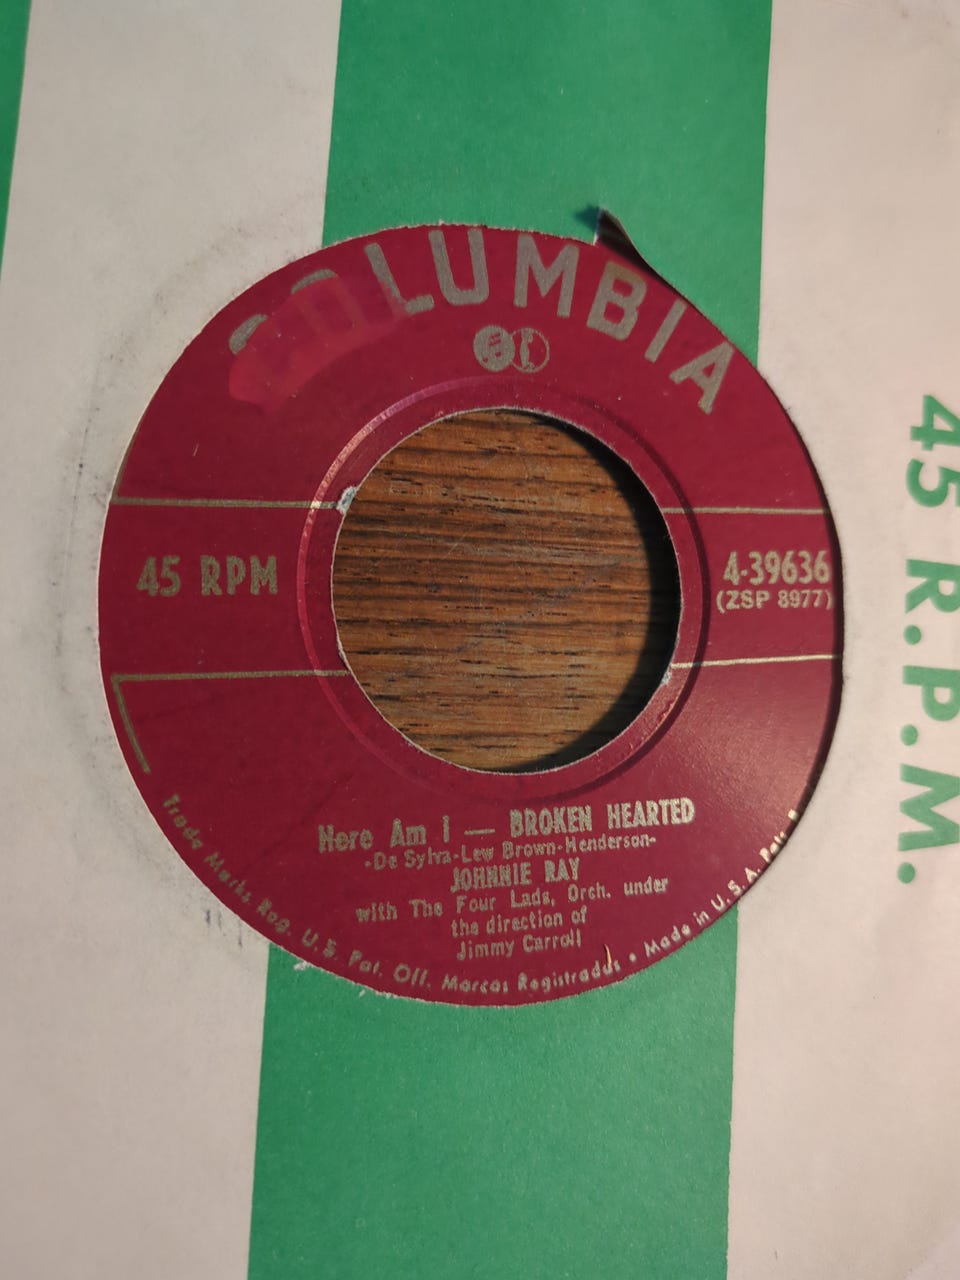 COLUMBIA
45 RPM
4-39636
(ZSP 8977)
Here Am I — BROKEN HEARTED
-De Sylva-Lew Brown-Henderson-
JOHNNIE RAY
with The Four Lads, Orch. under
the direction of
Jimmy Carroll
Trade Marks Reg. U.S. Pat. Off. Marcas Registradas • Made in U.S.A. Pats.
45 R.P.M.